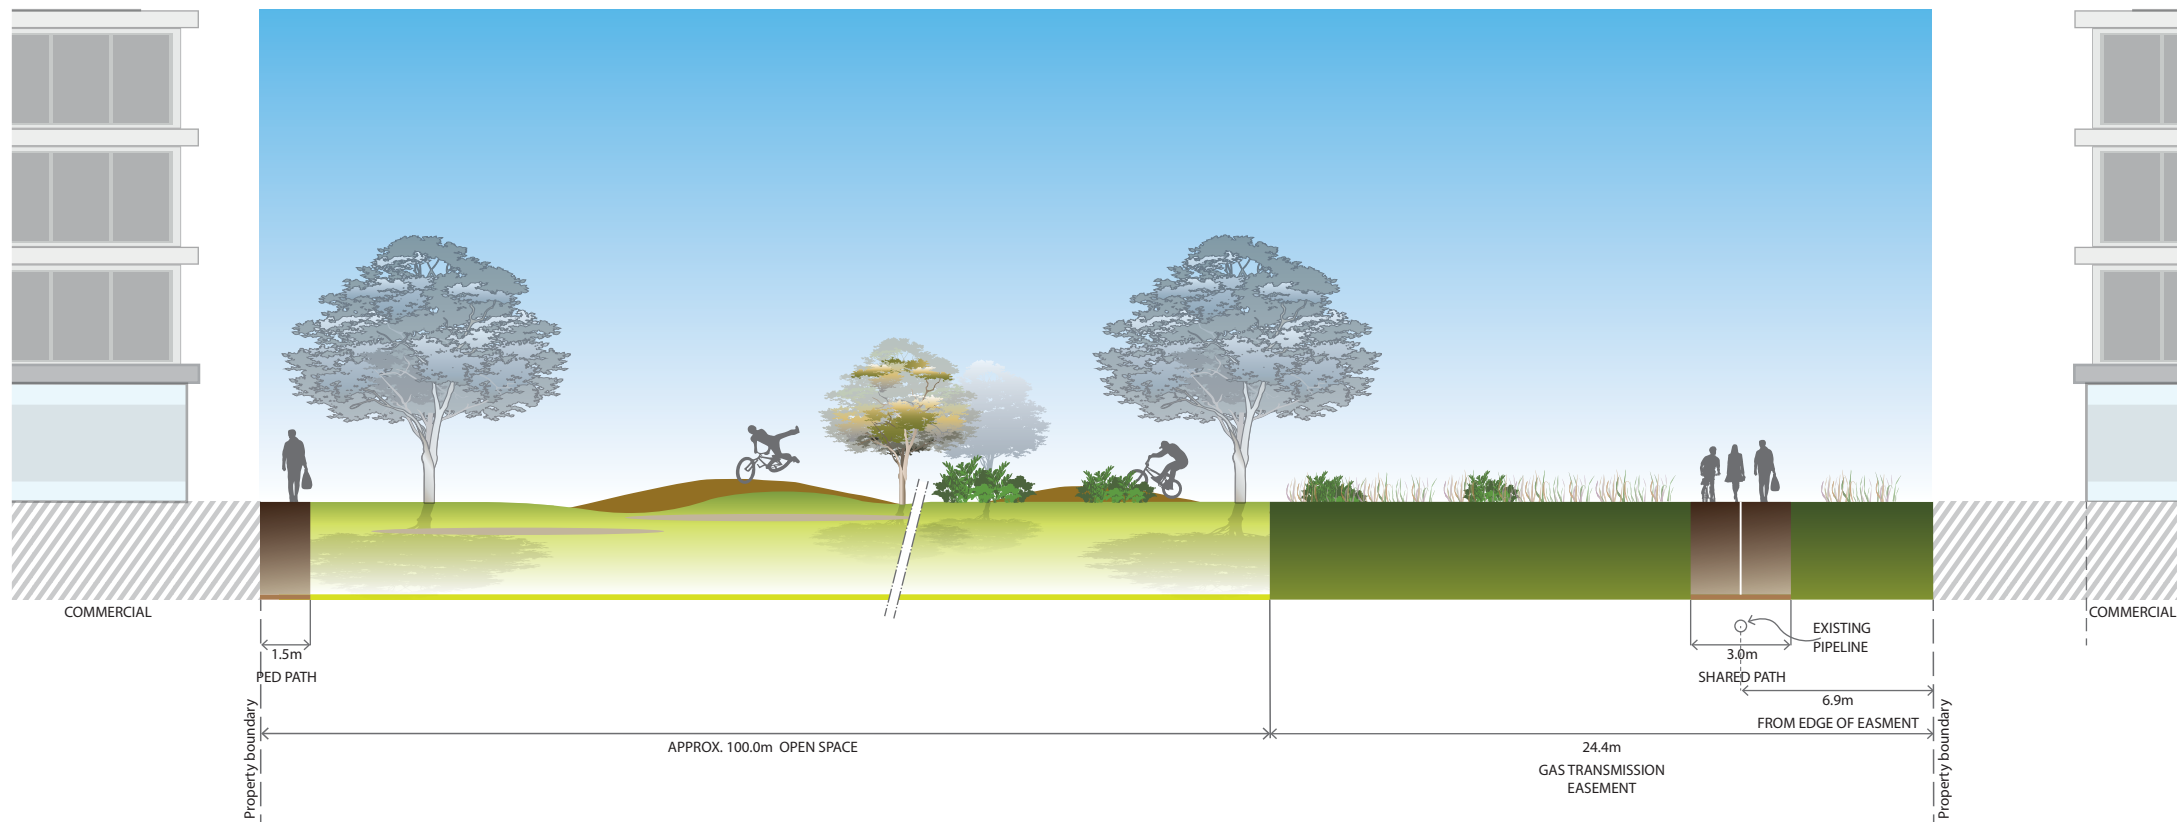 COMMERCIAL
COMMERCIAL
EXISTING
PIPELINE
1.5m
PED PATH
3.0m
SHARED PATH
6.9m
FROM EDGE OF EASMENT
APPROX. 100.0m OPEN SPACE
24.4m
GAS TRANSMISSION
EASEMENT
Property boundary
Property boundary